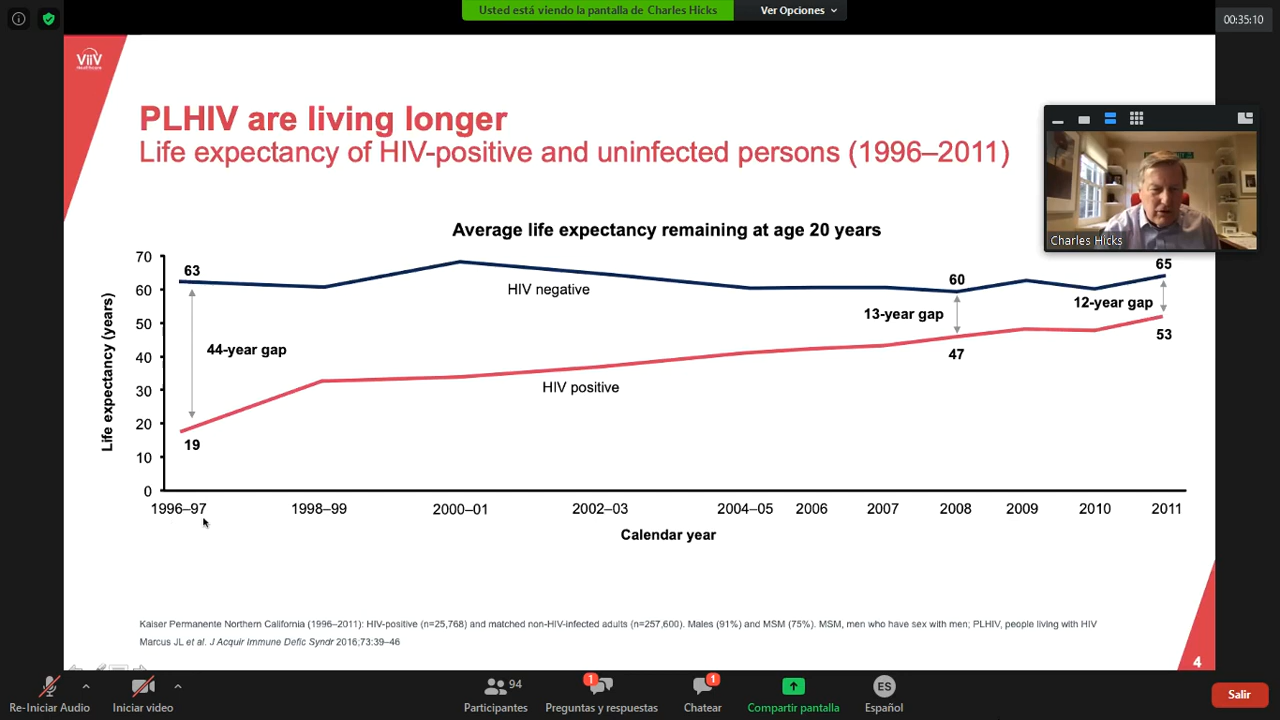 Usted está viendo la pantalla de Charles Hicks
Ver Opciones
00:35:10
ViiV
Healthcare
PLHIV are living longer
Life expectancy of HIV-positive and uninfected persons (1996–2011)
Charles Hicks
Average life expectancy remaining at age 20 years
Life expectancy (years)
70
60
50
40
30
20
10
0
63
44-year gap
19
HIV negative
HIV positive
60
13-year gap
47
65
12-year gap
53
1996–97 1998–99 2000–01 2002–03 2004–05 2006 2007 2008 2009 2010 2011
Calendar year
Kaiser Permanente Northern California (1996–2011): HIV-positive (n=25,768) and matched non-HIV-infected adults (n=257,600). Males (91%) and MSM (75%). MSM, men who have sex with men; PLHIV, people living with HIV
Marcus JL et al. J Acquir Immune Defic Syndr 2016;73:39–46
4
94
1
1
ES
Re-Iniciar Audio
Iniciar video
Participantes
Preguntas y respuestas
Chatear
Compartir pantalla
Español
Salir